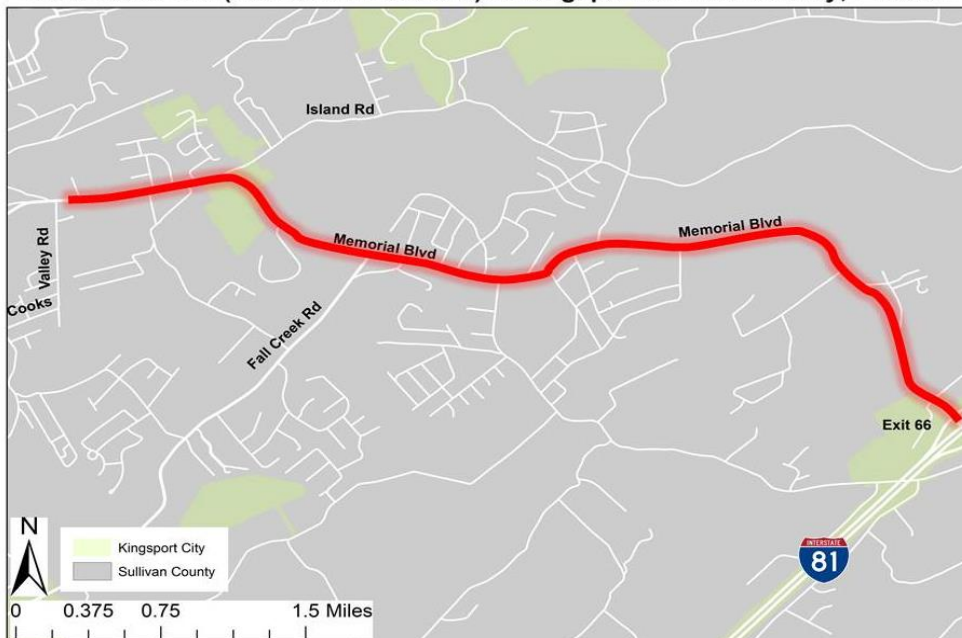 Island Rd
Memorial Blvd
Memorial Blvd
Valley Rd
Cooks
Fall Creek Rd
Exit 66
N
Kingsport City
Sullivan County
INTERSTATE
81
0 0.375 0.75 1.5 Miles